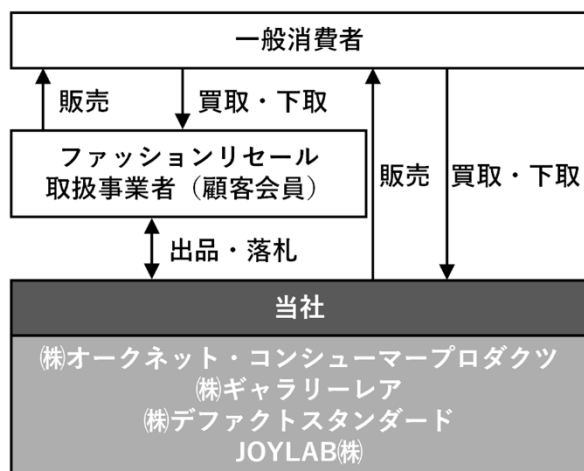 一般消費者
販売
買取・下取
ファッションリセール
取扱事業者（顧客会員）
販売
買取・下取
出品・落札
当社
㈱オークネット・コンシューマープロダクツ
㈱ギャラリーレア
㈱デファクトスタンダード
JOYLAB㈱